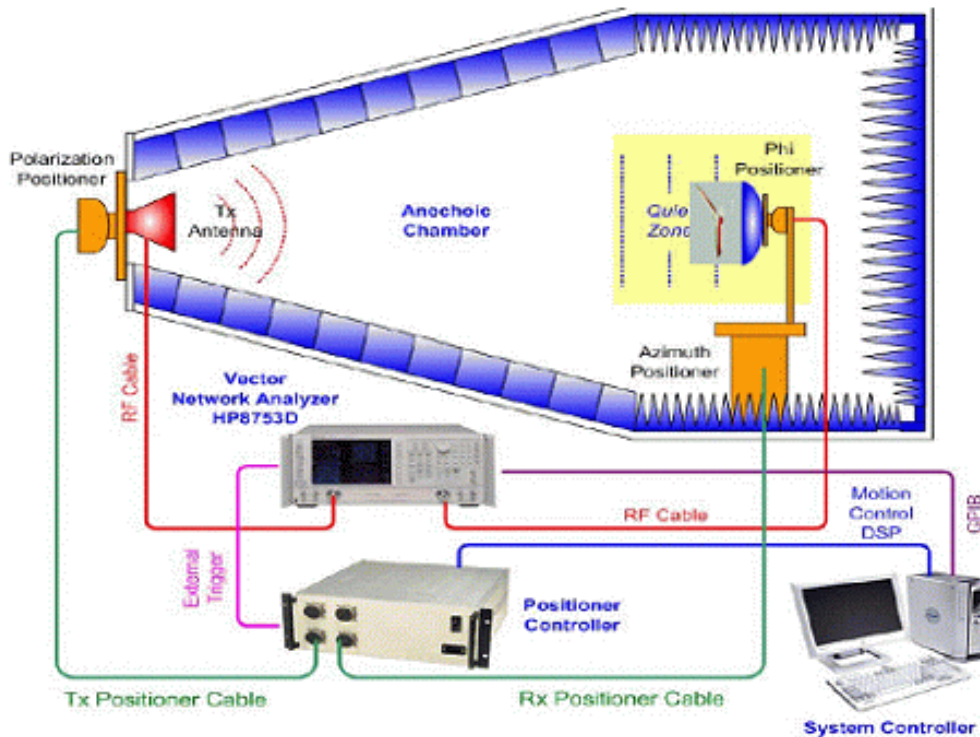 Polarization
Positioner
Tx
Antenna
Anechoic
Chamber
Quiet
Zone
Phi
Positioner
Azimuth
Positioner
RF Cable
Vector
Network Analyzer
HP8753D
RF Cable
Motion
Control
DSP
GPIB
External
Trigger
Positioner
Controller
Tx Positioner Cable
Rx Positioner Cable
System Controller